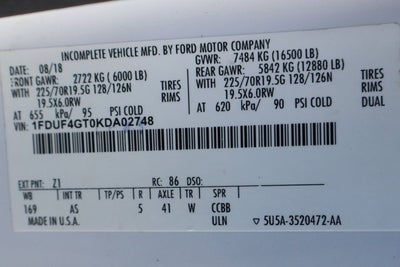 INCOMPLETE VEHICLE MFD. BY FORD MOTOR COMPANY
DATE: 08/18 GVWR: 7484 KG (16500 LB)
FRONT GAWR: 2722 KG ( 6000 LB) REAR GAWR: 5842 KG (12880 LB)
WITH 225/70R19.5G 128/126N TIRES WITH 225/70R19.5G 128/126N TIRES
19.5X6.0RW RIMS 19.5X6.0RW RIMS
AT 655 kPa/ 95 PSI COLD AT 655 kPa/ 95 PSI COLD DUAL
1FDUF4GT0KDA02748
EXT PNT: Z1 RC: 86 DSO:
WB INT TR TP/PS R AXLE TR SPR
169 AS 5 41 W CCBB
MADE IN U.S.A. ULN ▽ 5U5A-3520472-AA